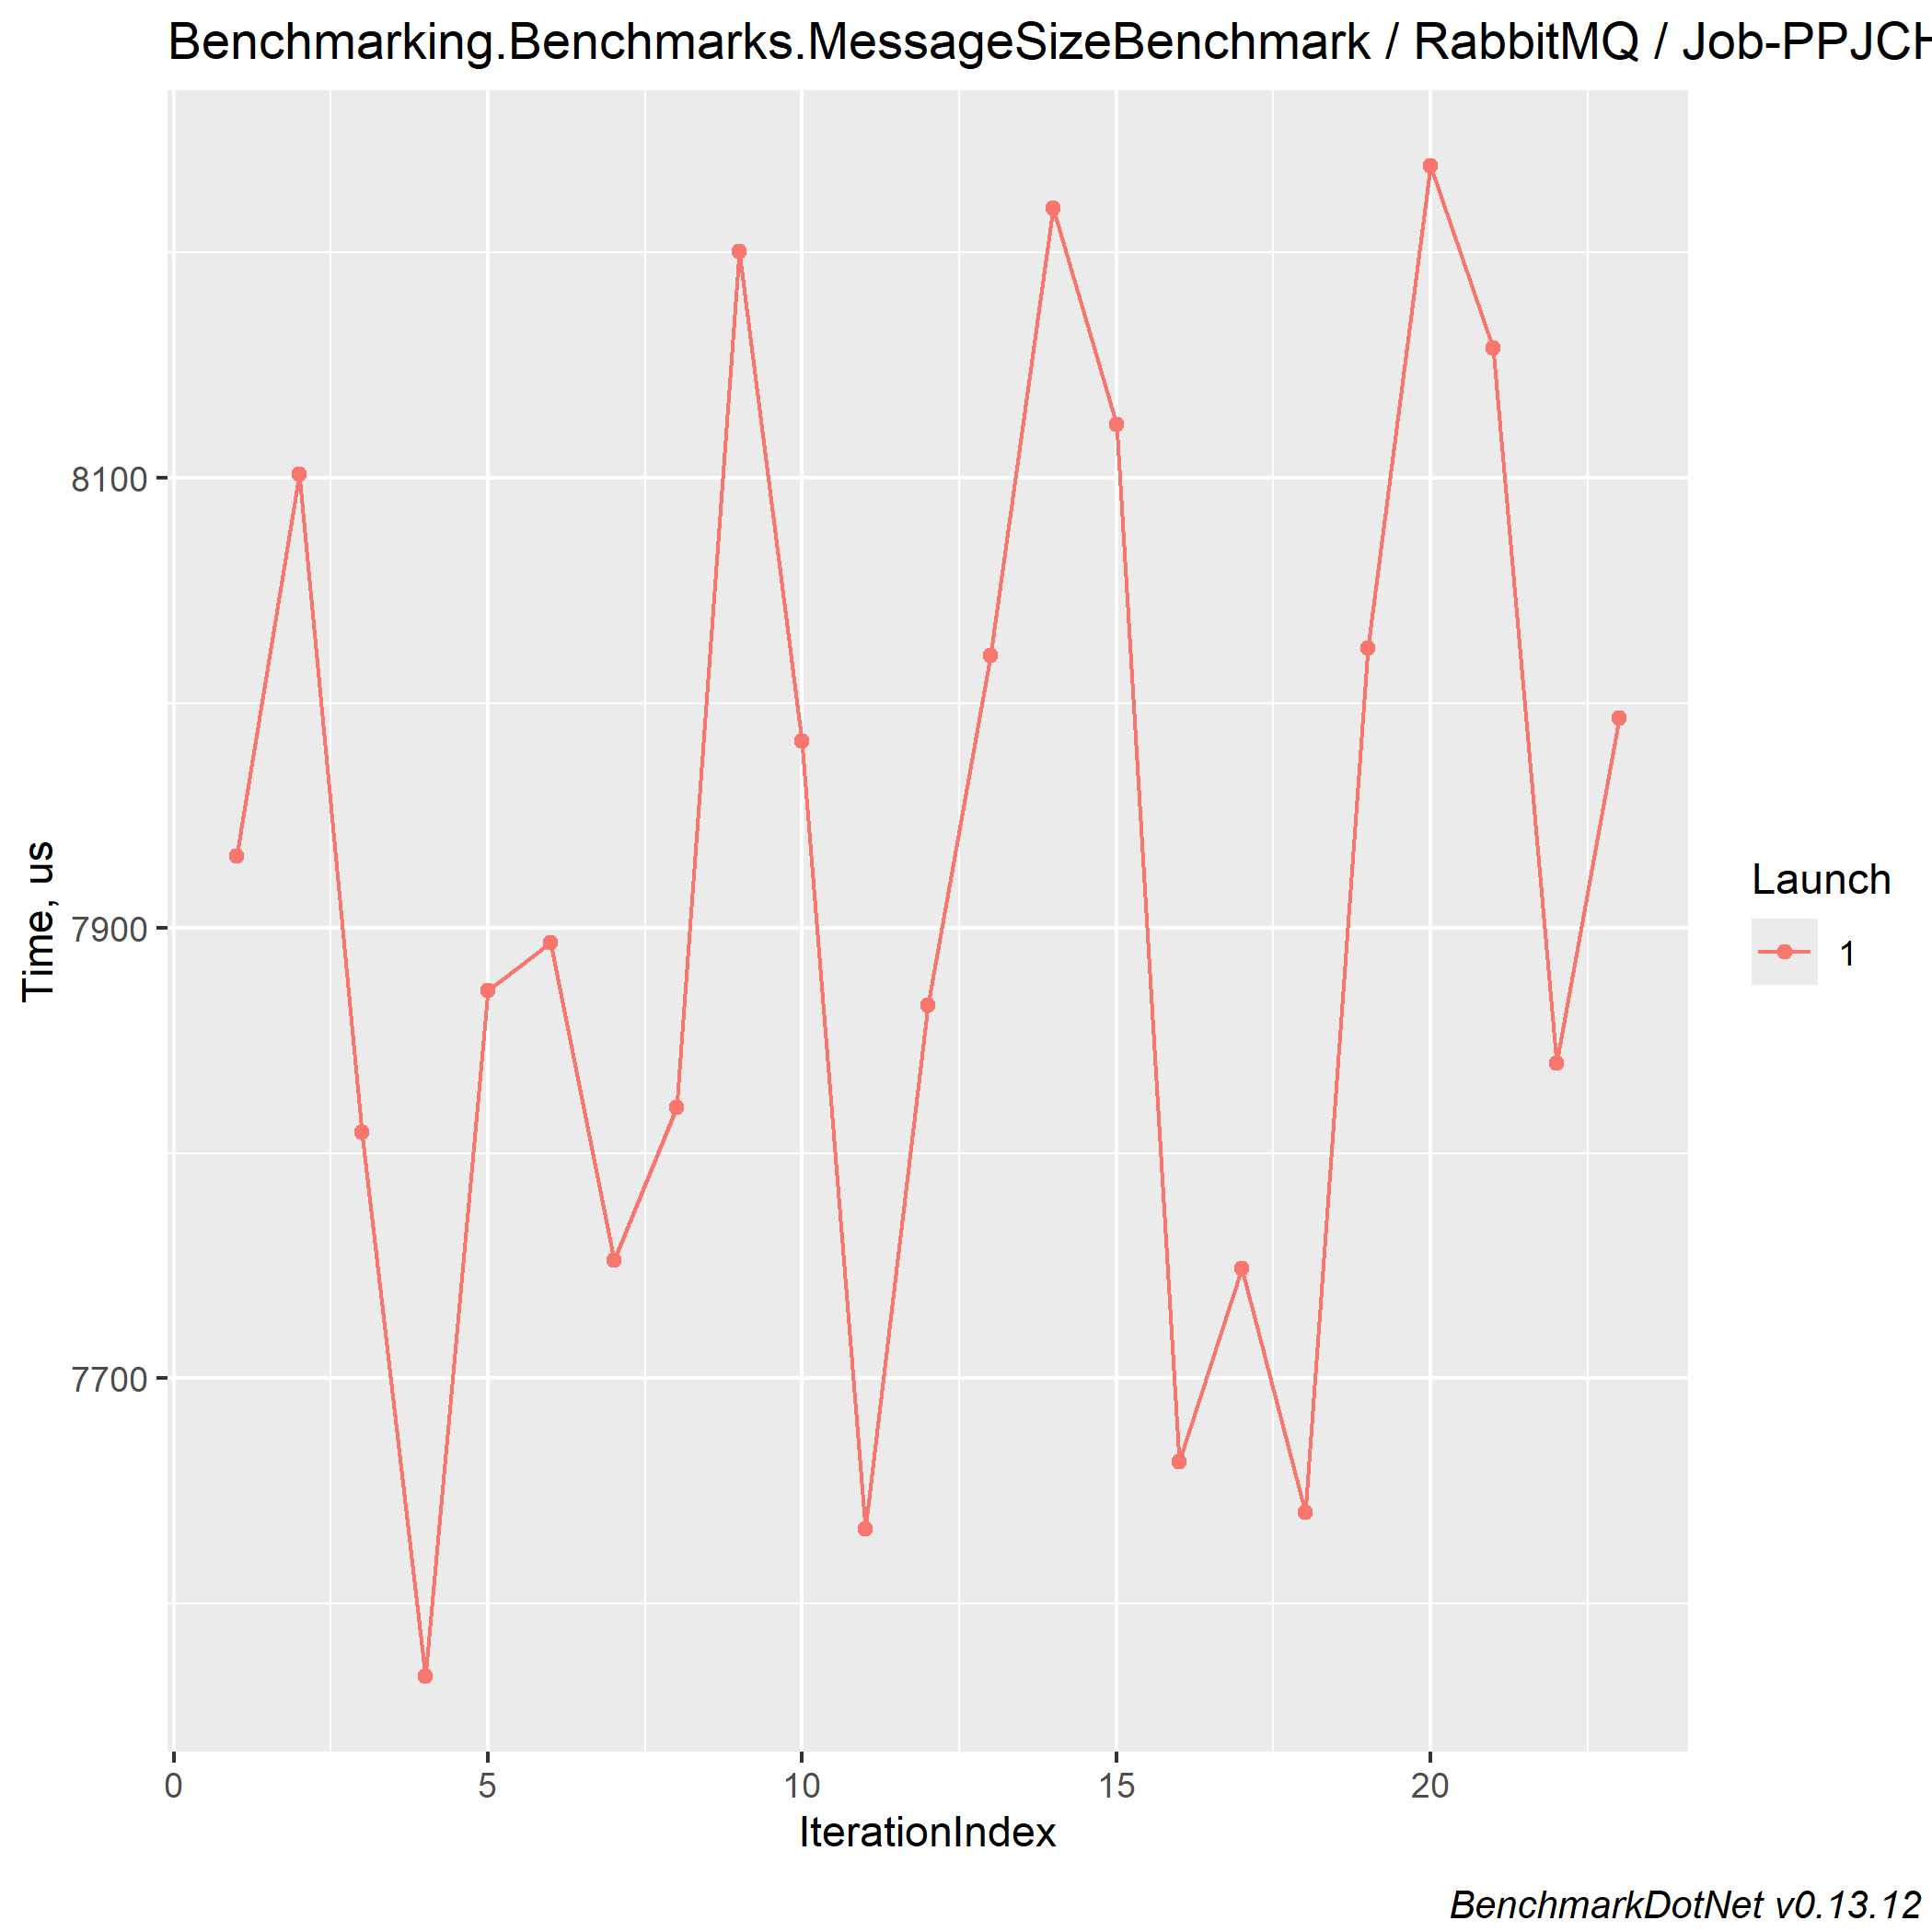 Benchmarking.Benchmarks.MessageSizeBenchmark / RabbitMQ / Job-PPJCH
8100
7900
7700
Time, us
0 5 10 15 20
IterationIndex
Launch
1
BenchmarkDotNet v0.13.12